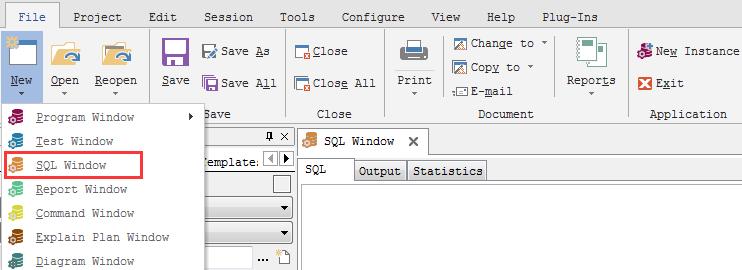 File Project Edit Session Tools Configure View Help Plug-Ins
New Open Reopen Save Save As Save All Close Close All Print Change to Copy to E-mail Reports New Instance Exit
Save Close Document Application
Program Window
Test Window
SQL Window
Report Window
Command Window
Explain Plan Window
Diagram Window
Template:
...
SQL Window
SQL Output Statistics